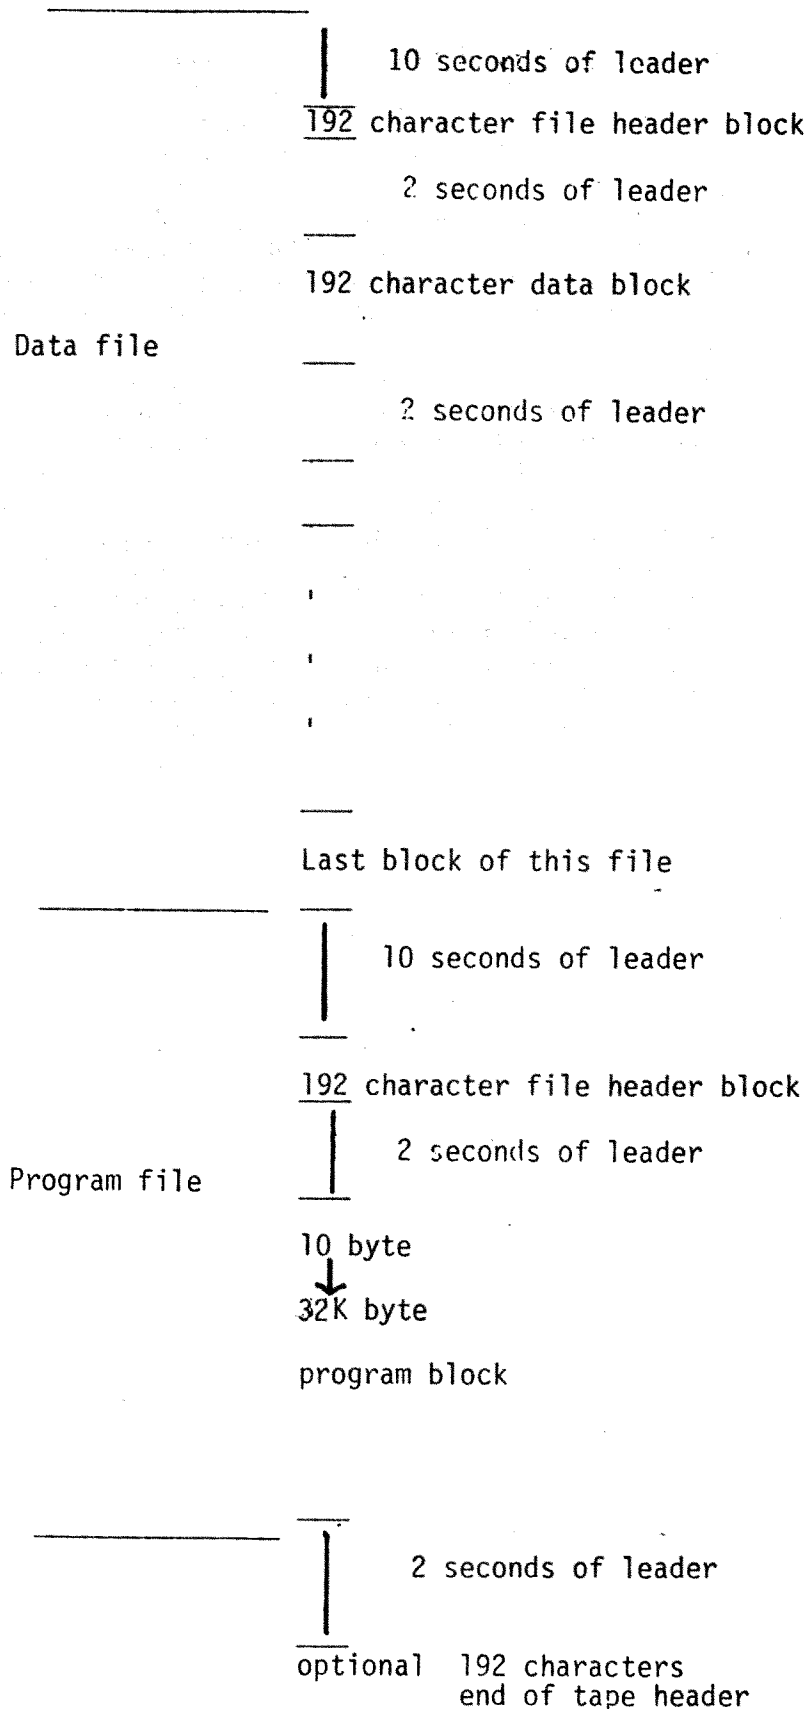 10 seconds of leader
192 character file header block
2 seconds of leader
192 character data block
Data file
2 seconds of leader
Last block of this file
10 seconds of leader
192 character file header block
2 seconds of leader
Program file
10 byte
32K byte
program block
2 seconds of leader
optional 192 characters
end of tape header